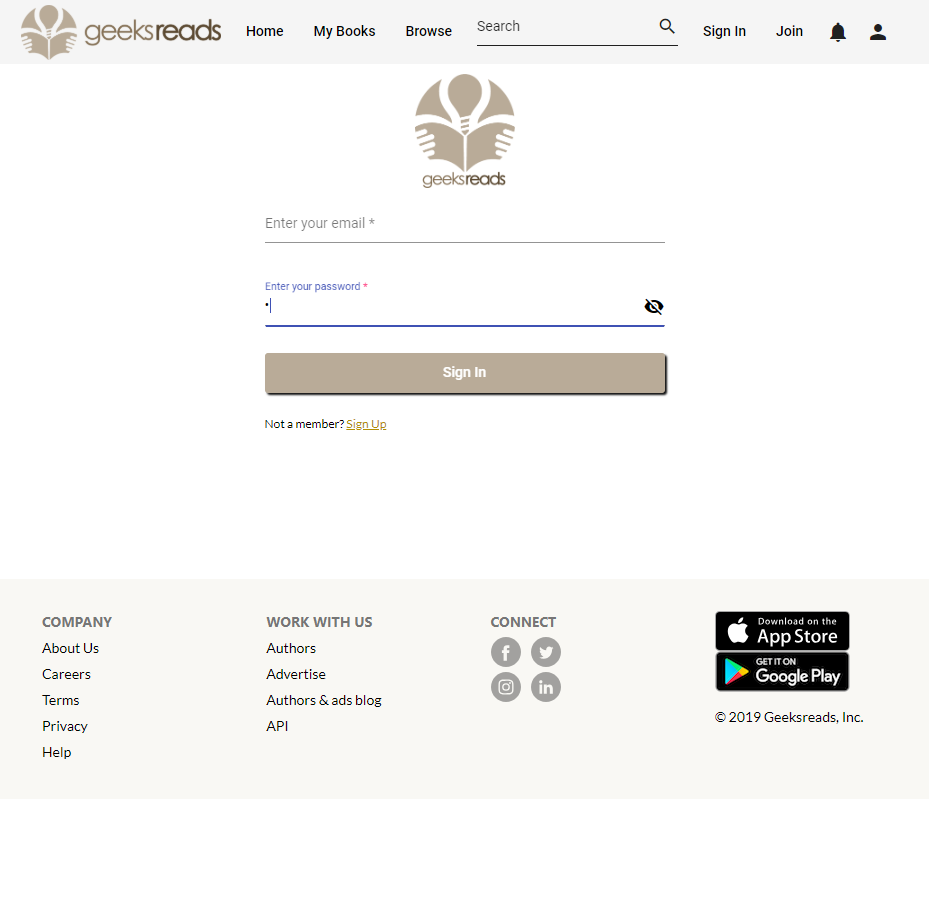 geeksreads Home My Books Browse Search Sign In Join
geeksreads
Enter your email *
Enter your password *
•
Sign In
Not a member? Sign Up
COMPANY
About Us
Careers
Terms
Privacy
Help
WORK WITH US
Authors
Advertise
Authors & ads blog
API
CONNECT
Download on the
App Store
GET IT ON
Google Play
© 2019 Geeksreads, Inc.